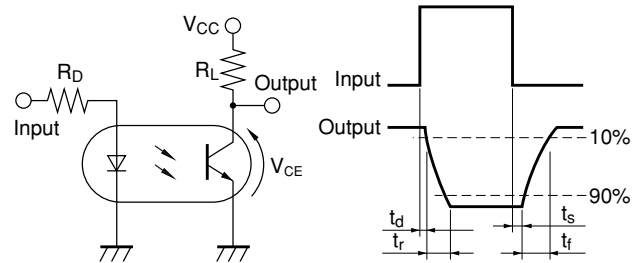 VCC
RD
RL
Output
Input
VCE
Input
Output
10%
90%
td
ts
tr
tf